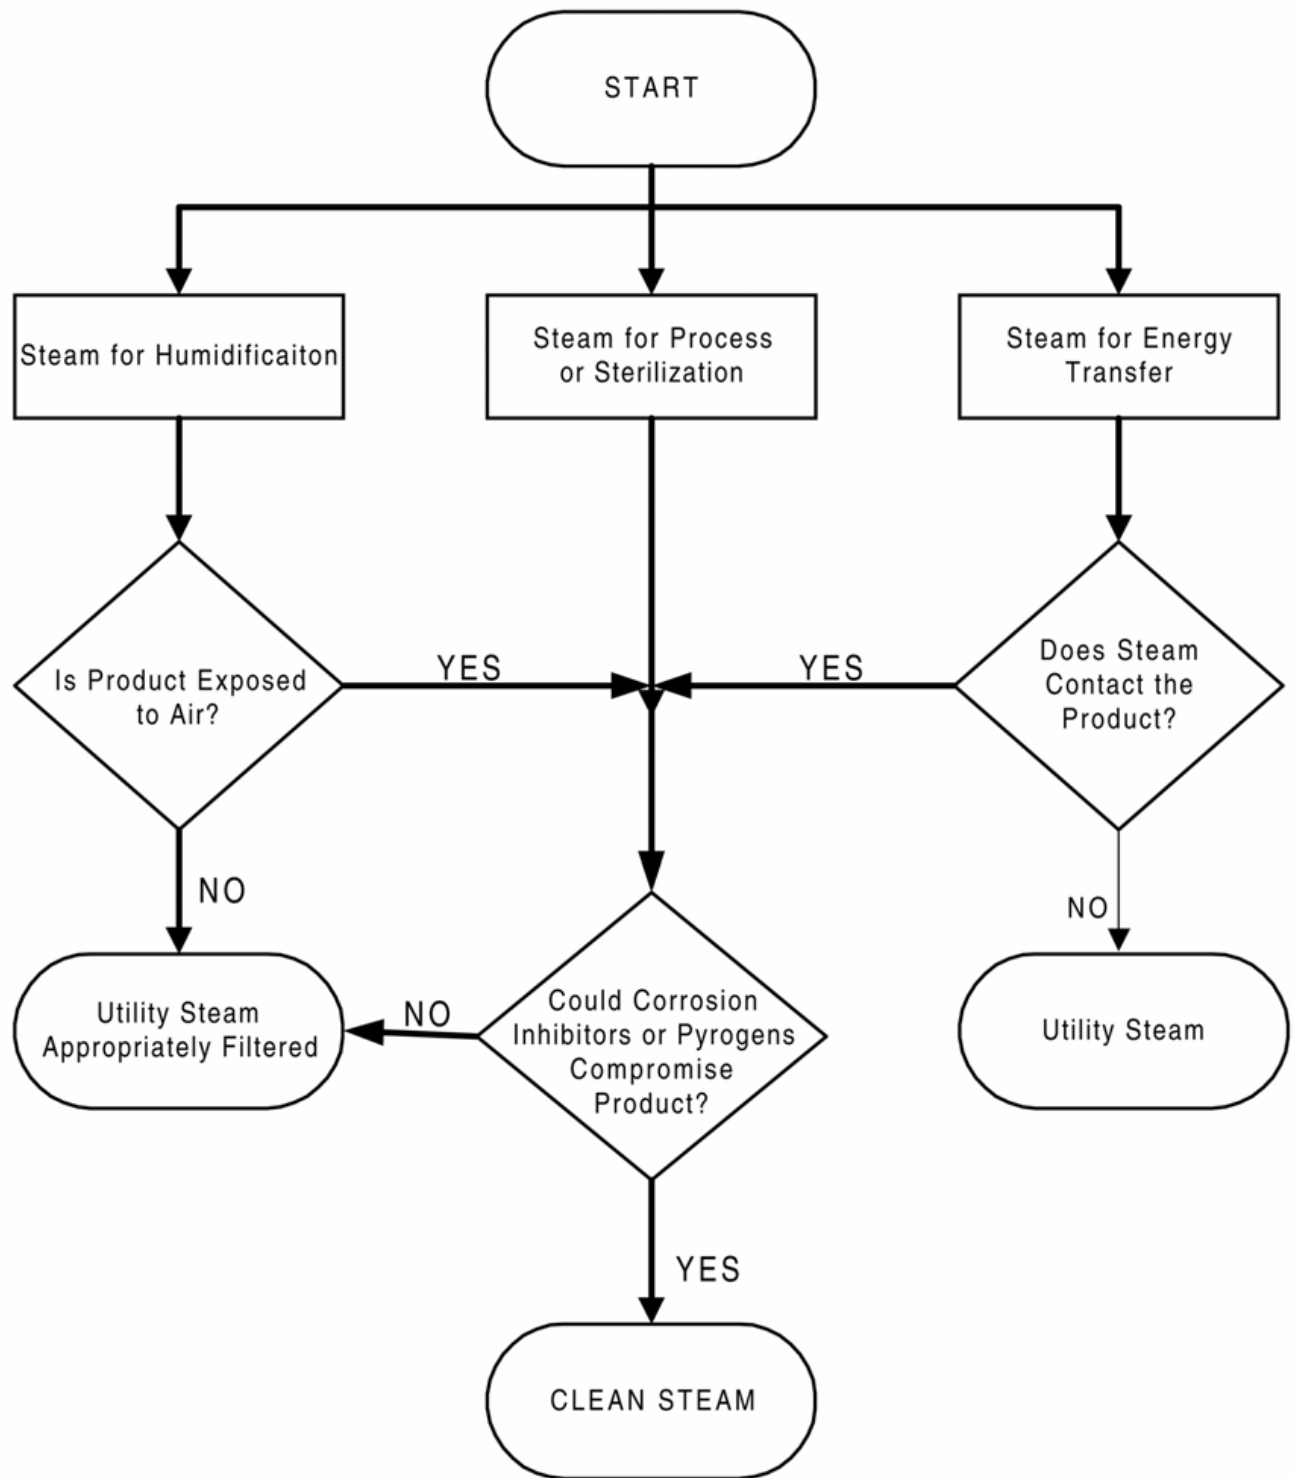 START
Steam for Humidificaiton
Steam for Process
or Sterilization
Steam for Energy
Transfer
Is Product Exposed
to Air?
YES
YES
Does Steam
Contact the
Product?
NO
NO
Utility Steam
Appropriately Filtered
NO
Could Corrosion
Inhibitors or Pyrogens
Compromise
Product?
Utility Steam
YES
CLEAN STEAM